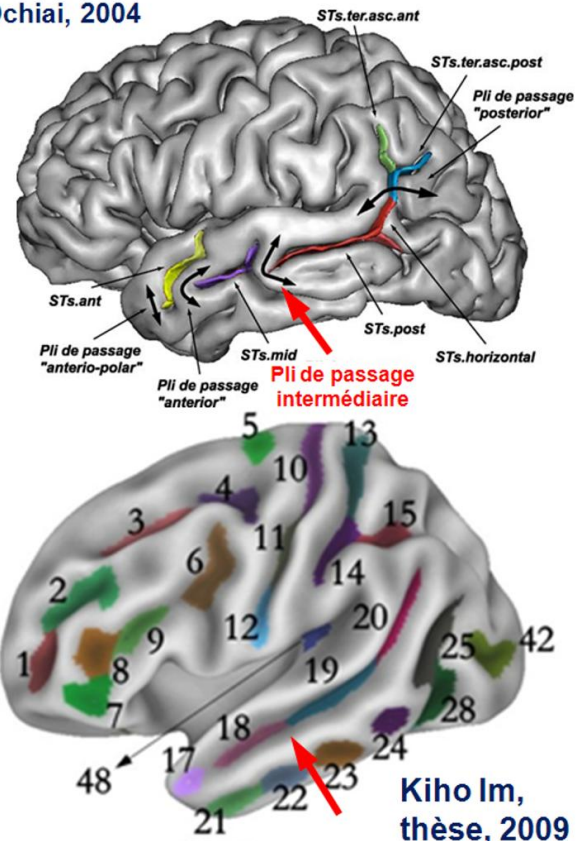 Ochiai, 2004
STs.ter.asc.ant
STs.ter.asc.post
Pli de passage
"posterior"
STs.ant
Pli de passage
"anterio-polar"
Pli de passage
"anterior"
STs.mid
Pli de passage
intermédiaire
STs.post
STs.horizontal
5
13
10
4
3
15
11
6
2
14
20
12
9
25
42
1
8
19
7
28
18
24
17
48
23
22
21
Kiho Im,
thèse, 2009